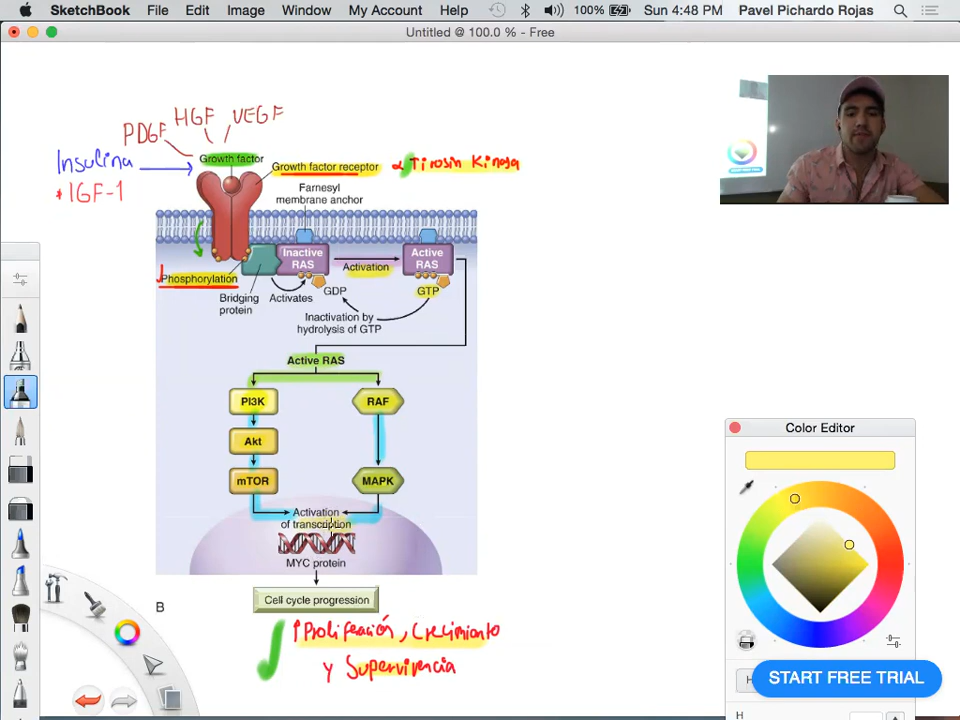 SketchBook File Edit Image Window My Account Help 100% Sun 4:48 PM Pavel Pichardo Rojas
Untitled @ 100.0 % - Free
PDGF HGF VEGF
Insulina
* IGF-1
Growth factor
Growth factor receptor
α Tirosin Kinasa
Farnesyl
membrane anchor
Inactive
RAS
Activation
Active
RAS
Phosphorylation
Bridging
protein
Activates
GDP
GTP
Inactivation by
hydrolysis of GTP
Active RAS
PI3K
RAF
Akt
mTOR
MAPK
Activation
of transcription
MYC protein
Cell cycle progression
B
↑Prolifeación, Crecimiento
y Supervivencia
Color Editor
START FREE TRIAL
H
H